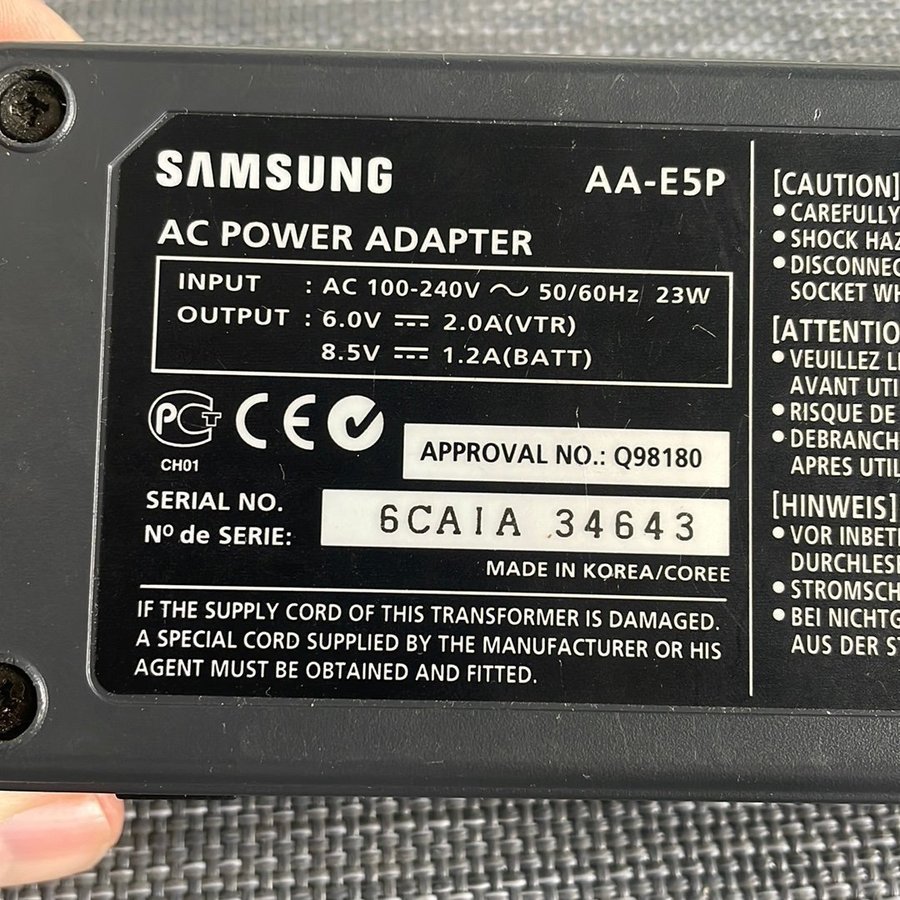 SAMSUNG AA-E5P
AC POWER ADAPTER
INPUT : AC 100-240V ~ 50/60Hz 23W
OUTPUT : 6.0V ⎓ 2.0A(VTR)
8.5V ⎓ 1.2A(BATT)
PCT CE
CH01
APPROVAL NO.: Q98180
SERIAL NO.
Nº de SERIE:
6CAIA 34643
MADE IN KOREA/COREE
IF THE SUPPLY CORD OF THIS TRANSFORMER IS DAMAGED.
A SPECIAL CORD SUPPLIED BY THE MANUFACTURER OR HIS
AGENT MUST BE OBTAINED AND FITTED.
[CAUTION]
• CAREFULLY
• SHOCK HAZ
• DISCONNEC
SOCKET WH
[ATTENTIO
• VEUILLEZ L
AVANT UTI
• RISQUE DE
• DEBRANCH
APRES UTIL
[HINWEIS]
• VOR INBET
DURCHLESE
• STROMSCH
• BEI NICHTG
AUS DER ST